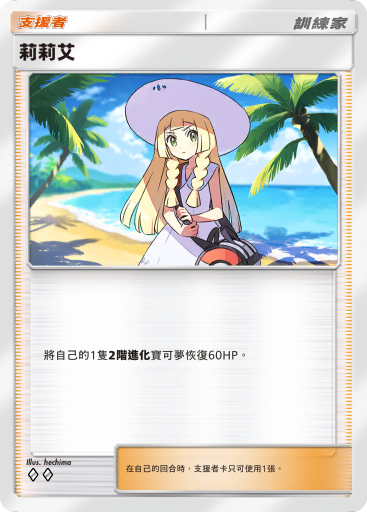 支援者
訓練家
莉莉艾
將自己的1隻2階進化寶可夢恢復60HP。
Illus. hechima
在自己的回合時，支援者卡只可使用1張。